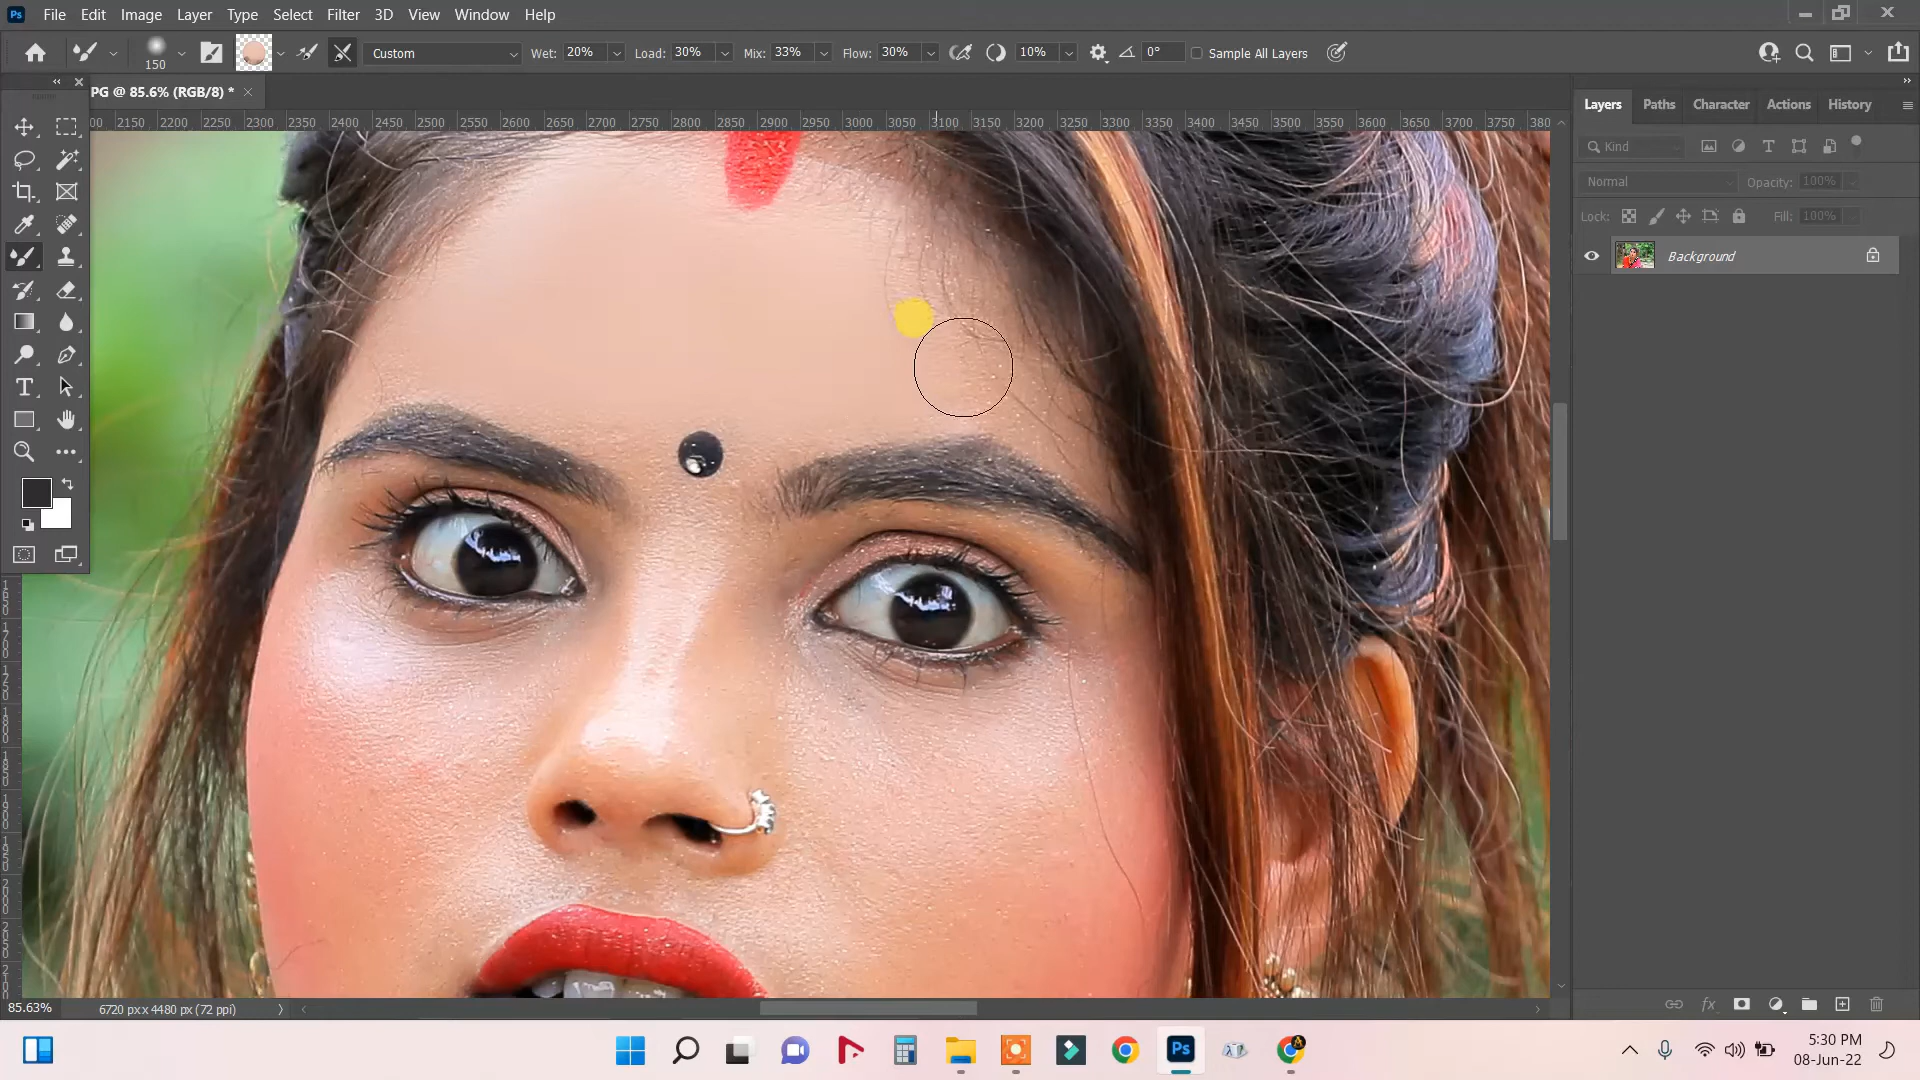 Ps File Edit Image Layer Type Select Filter 3D View Window Help
150 Custom Wet: 20% Load: 30% Mix: 33% Flow: 30% 10% 0° Sample All Layers
PG @ 85.6% (RGB/8) *
2150 2200 2250 2300 2350 2400 2450 2500 2550 2600 2650 2700 2750 2800 2850 2900 2950 3000 3050 3100 3150 3200 3250 3300 3350 3400 3450 3500 3550 3600 3650 3700 3750
Layers Paths Character Actions History
Kind
Normal Opacity: 100%
Lock: Fill: 100%
Background
85.63% 6720 px x 4480 px (72 ppi)
Ps
5:30 PM
08-Jun-22